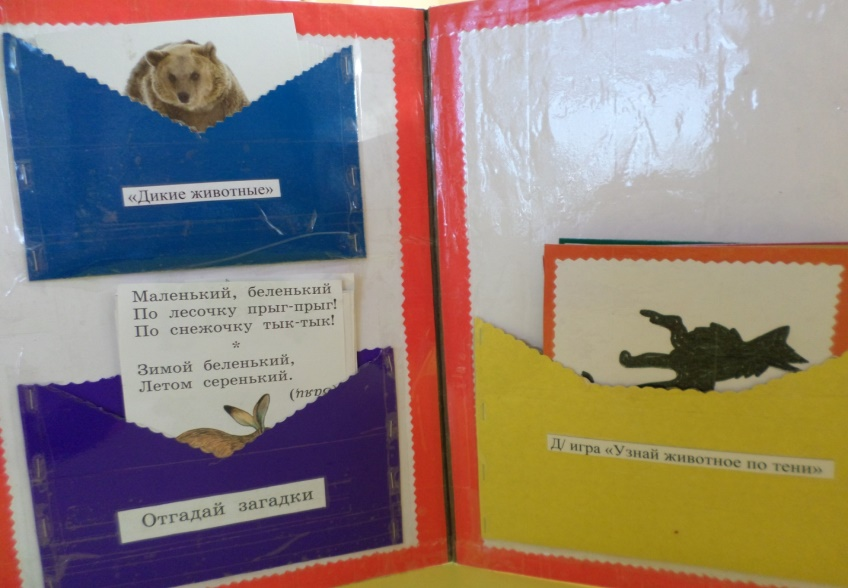 «Дикие животные»
Маленький, беленький
По лесочку прыг-прыг!
По снежочку тык-тык!
*
Зимой беленький,
Летом серенький.
Отгадай загадки
Д/ игра «Узнай животное по тени»